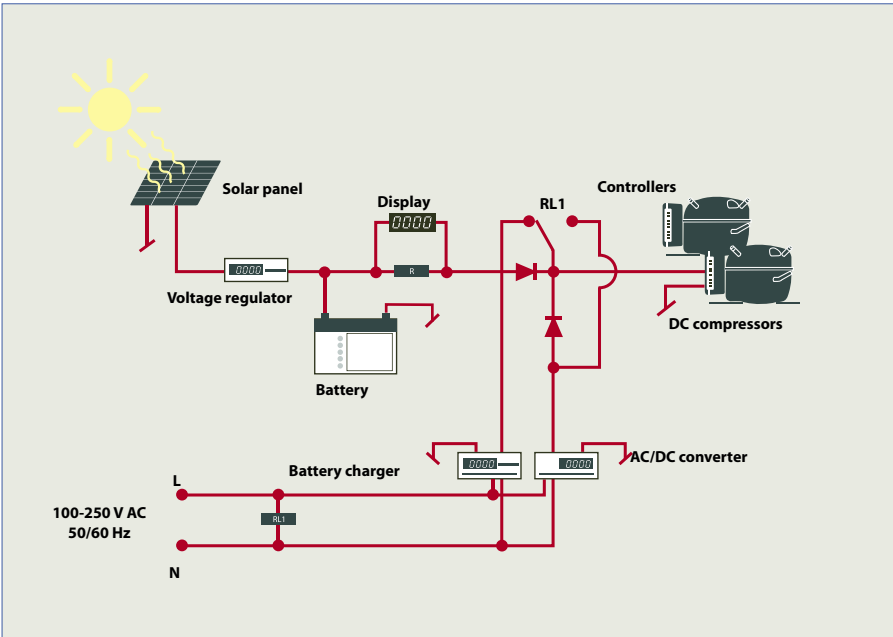 Solar panel
Controllers
Display
RL1
0000
0000
R
Voltage regulator
DC compressors
Battery
0000
0000
Battery charger
AC/DC converter
L
100-250 V AC
50/60 Hz
RL1
N